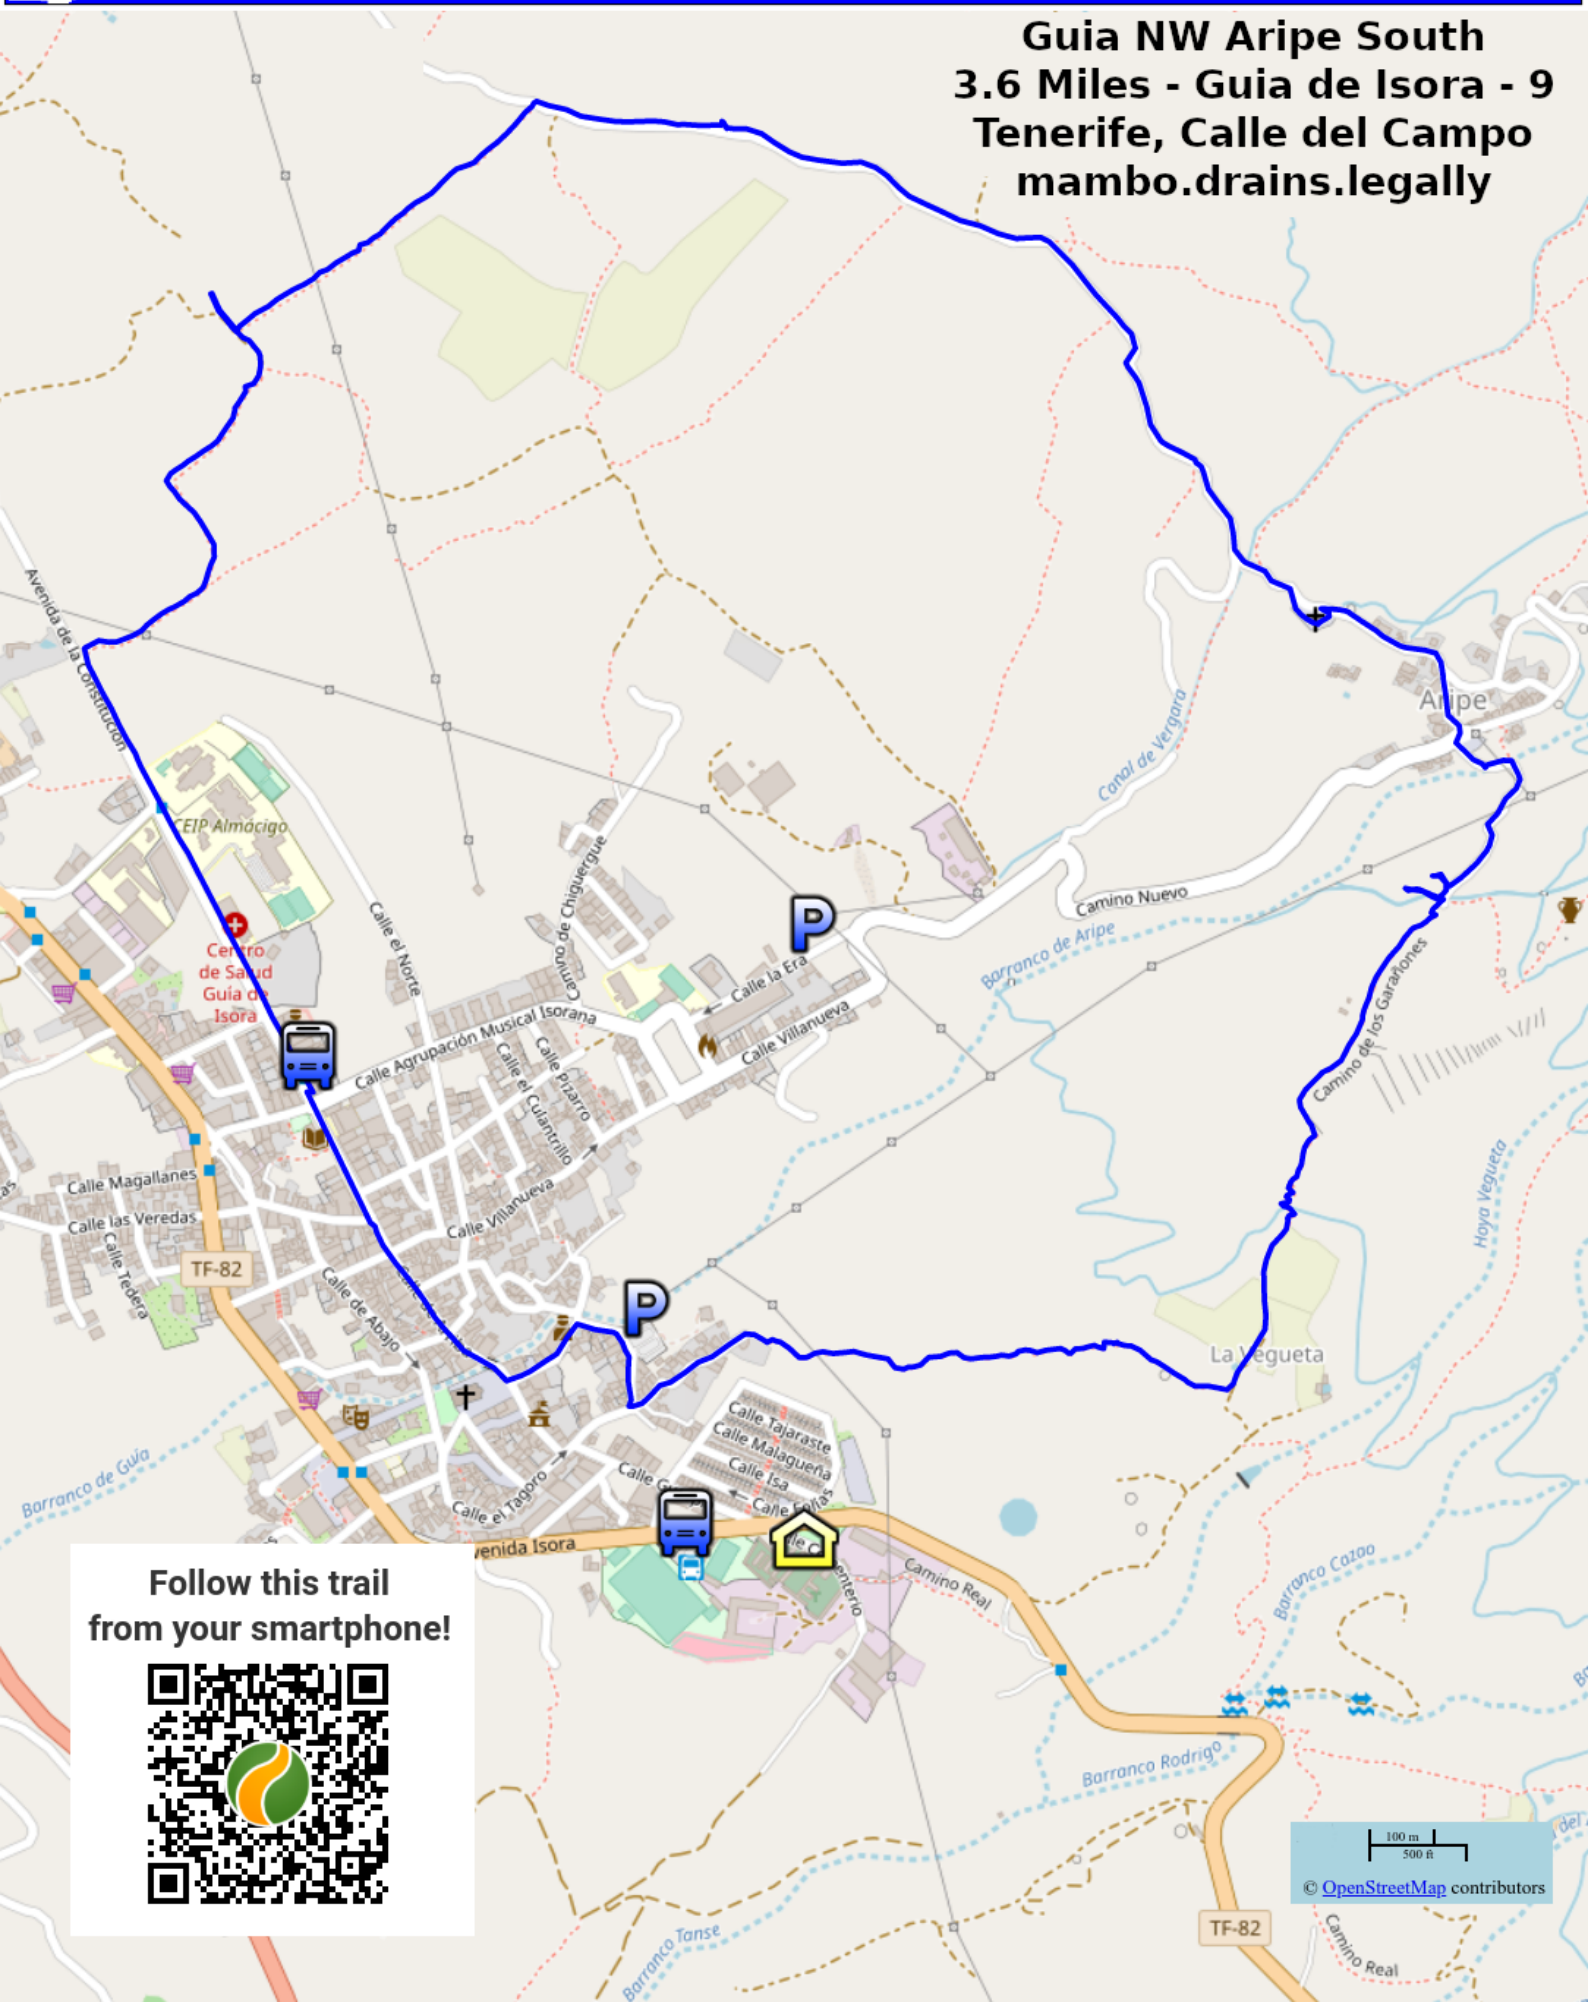 Guia NW Aripe South
3.6 Miles - Guia de Isora - 9
Tenerife, Calle del Campo
mambo.drains.legally
Avenida de la Constitución
Aripe
Canal de Vergara
CEIP Almácigo
Camino de Chiguergue
Camino Nuevo
Calle el Norte
Barranco de Aripe
Centro
de Salud
Guía de
Isora
P
Calle la Era
Camino de los Garañones
Calle Agrupación Musical Isorana
Calle Villanueva
Calle el Culantrillo
Calle Pizarro
Calle Magallanes
Calle las Veredas
Calle Tedera
Calle Villanueva
Hoya Vegueta
TF-82
Calle de Abajo
Calle de Arriba
P
La Vegueta
Calle Tajaraste
Calle Malagueña
Calle Isa
Calle Folías
Barranco de Guía
Calle el Tagoro
venida Isora
Camino Real
Barranco Cazao
Follow this trail
from your smartphone!
Barranco Rodrigo
100 m
500 ft
© OpenStreetMap contributors
TF-82
Barranco Tanse
Camino Real